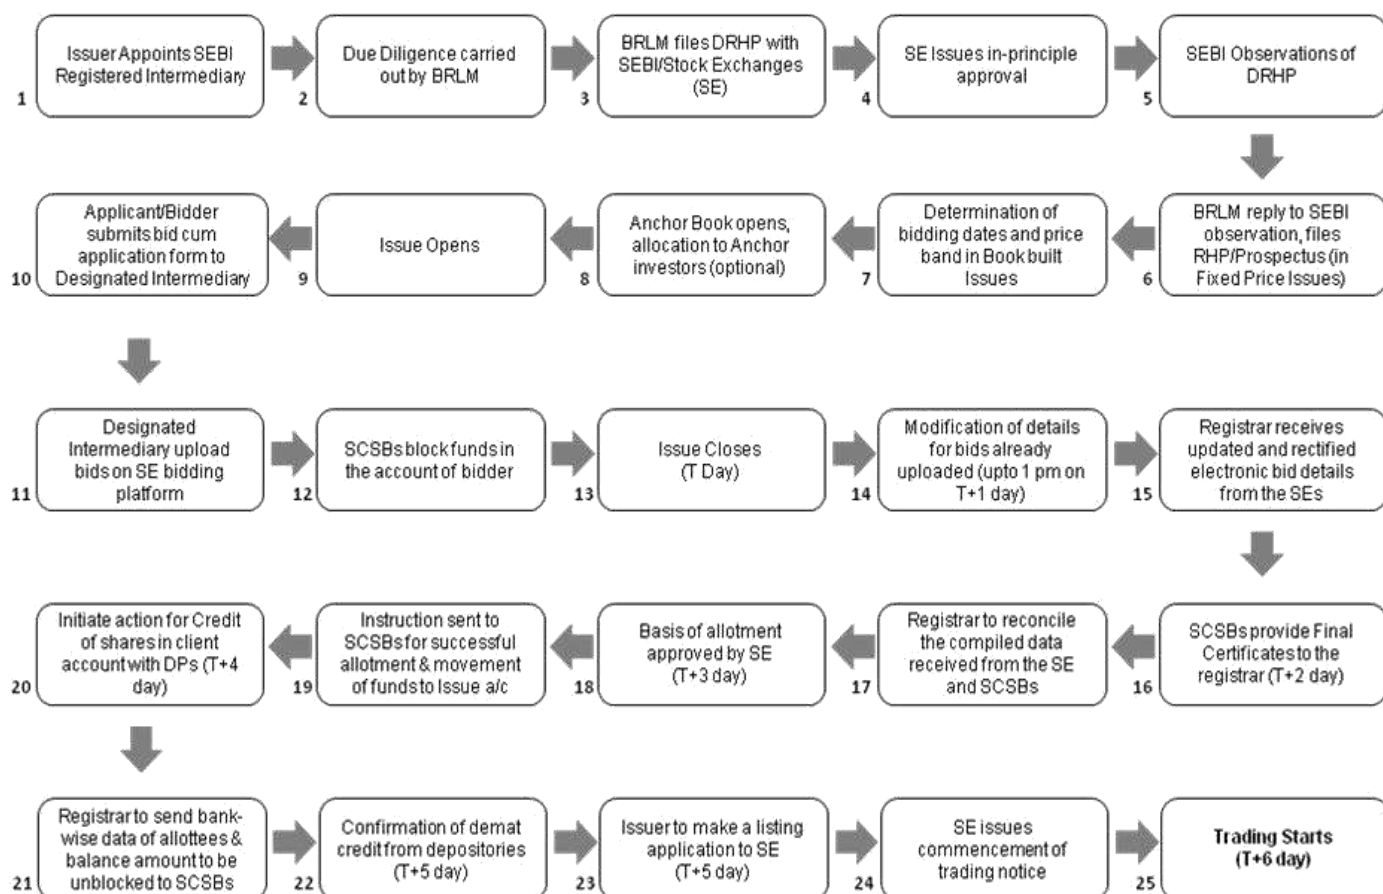 Issuer Appoints SEBI
Registered Intermediary
1
Due Diligence carried
out by BRLM
2
BRLM files DRHP with
SEBI/Stock Exchanges
(SE)
3
SE Issues in-principle
approval
4
SEBI Observations of
DRHP
5
BRLM reply to SEBI
observation, files
RHP/Prospectus (in
Fixed Price Issues)
6
Determination of
bidding dates and price
band in Book built
Issues
7
Anchor Book opens,
allocation to Anchor
investors (optional)
8
Issue Opens
9
Applicant/Bidder
submits bid cum
application form to
Designated Intermediary
10
Designated
Intermediary upload
bids on SE bidding
platform
11
SCSBs block funds in
the account of bidder
12
Issue Closes
(T Day)
13
Modification of details
for bids already
uploaded (upto 1 pm on
T+1 day)
14
Registrar receives
updated and rectified
electronic bid details
from the SEs
15
SCSBs provide Final
Certificates to the
registrar (T+2 day)
16
Registrar to reconcile
the compiled data
received from the SE
and SCSBs
17
Basis of allotment
approved by SE
(T+3 day)
18
Instruction sent to
SCSBs for successful
allotment & movement
of funds to Issue a/c
19
Initiate action for Credit
of shares in client
account with DPs (T+4
day)
20
Registrar to send bank-
wise data of allottees &
balance amount to be
unblocked to SCSBs
21
Confirmation of demat
credit from depositories
(T+5 day)
22
Issuer to make a listing
application to SE
(T+5 day)
23
SE issues
commencement of
trading notice
24
Trading Starts
(T+6 day)
25